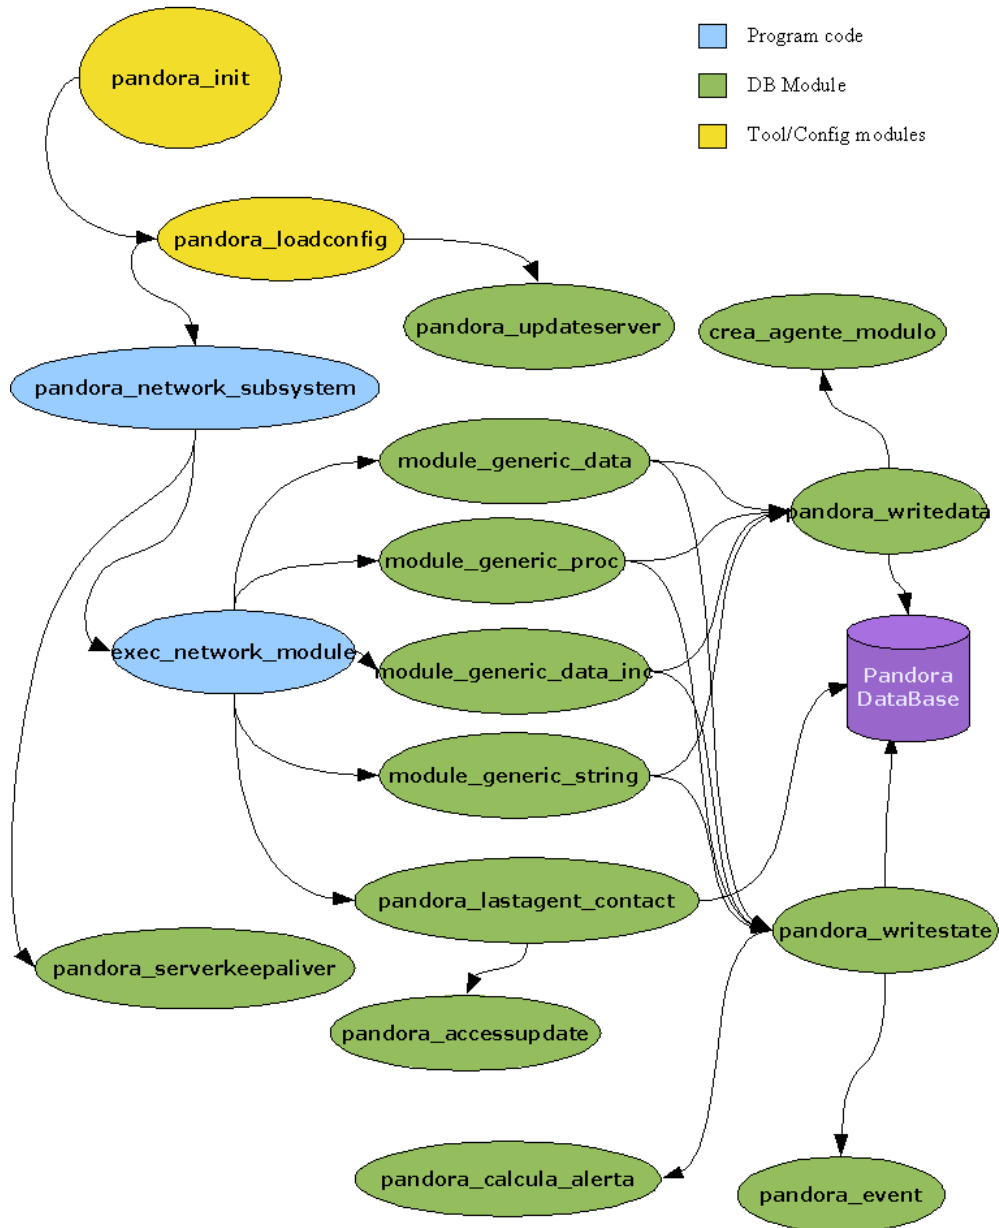 pandora_init
Program code
DB Module
Tool/Config modules
pandora_loadconfig
pandora_updateserver
crea_agente_modulo
pandora_network_subsystem
module_generic_data
pandora_writedata
module_generic_proc
exec_network_module
module_generic_data_inc
Pandora
DataBase
module_generic_string
pandora_lastagent_contact
pandora_writestate
pandora_serverkeepaliver
pandora_accessupdate
pandora_calcula_alerta
pandora_event